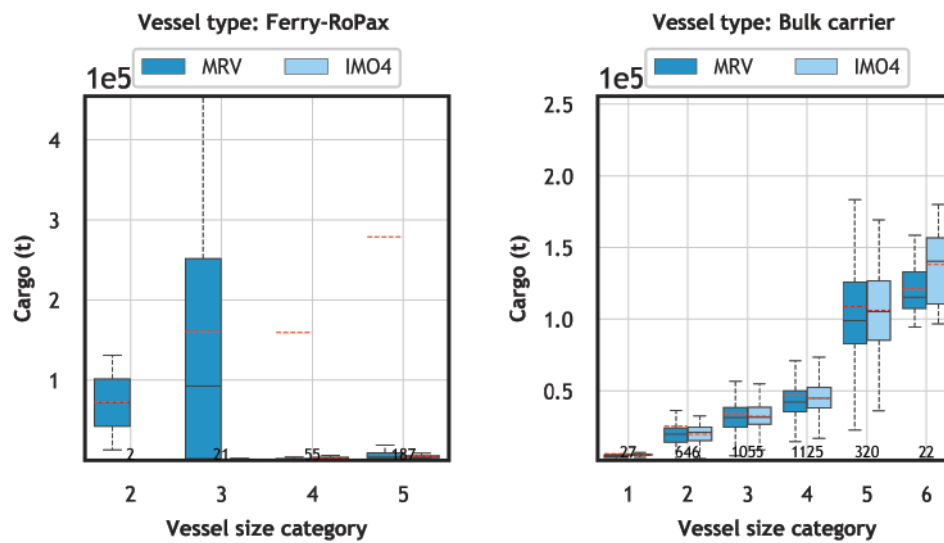 Vessel type: Ferry-RoPax
MRV IMO4
1e5
4
3
2
1
Cargo (t)
2 21 55 187
2 3 4 5
Vessel size category
Vessel type: Bulk carrier
MRV IMO4
1e5
2.5
2.0
1.5
1.0
0.5
Cargo (t)
27 646 1055 1125 320 22
1 2 3 4 5 6
Vessel size category